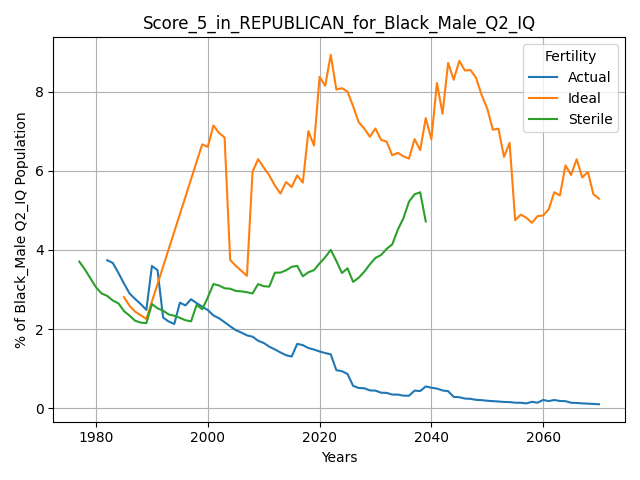 Score_5_in_REPUBLICAN_for_Black_Male_Q2_IQ
% of Black_Male Q2_IQ Population
8
6
4
2
0
Fertility
Actual
Ideal
Sterile
1980
2000
2020
2040
2060
Years